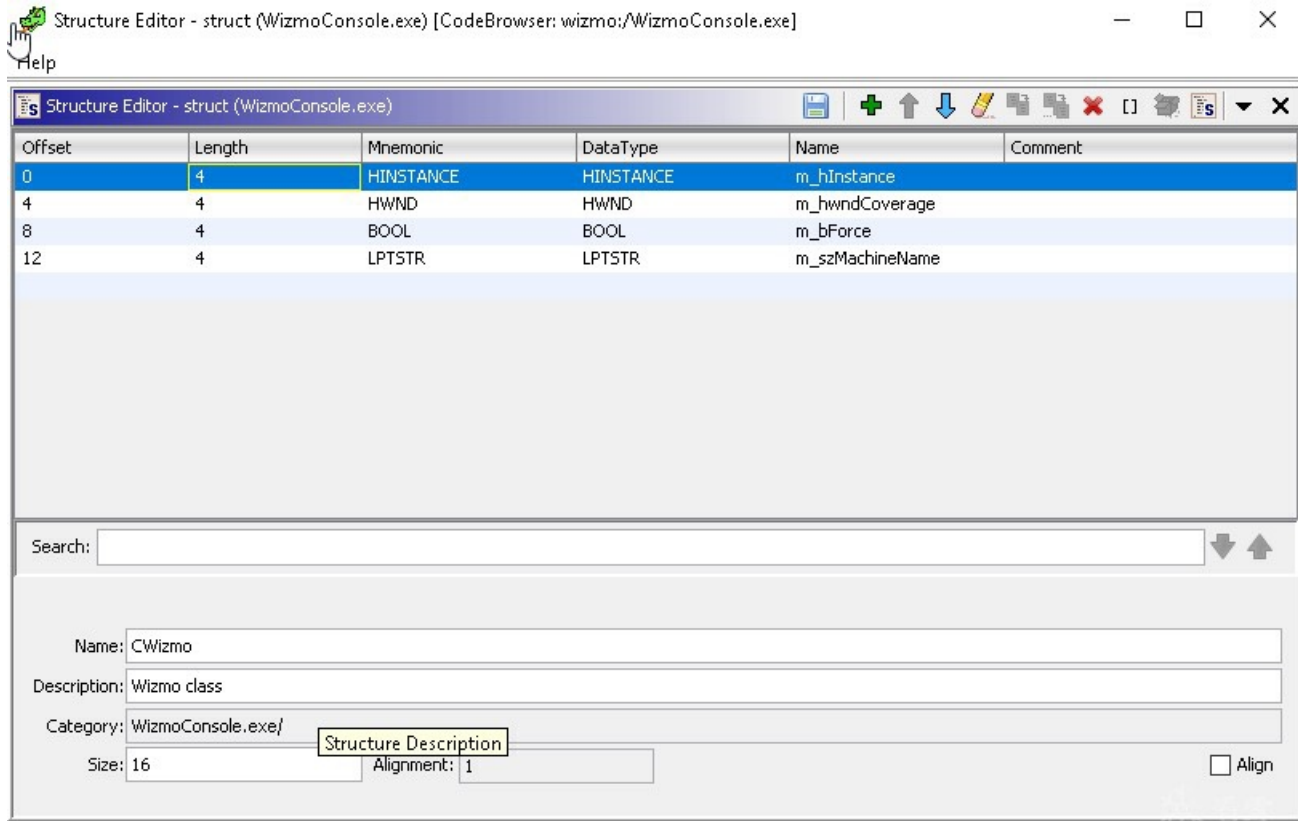 Structure Editor - struct (WizmoConsole.exe) [CodeBrowser: wizmo:/WizmoConsole.exe]
Help
Structure Editor - struct (WizmoConsole.exe)
Offset Length Mnemonic DataType Name Comment
0 4 HINSTANCE HINSTANCE m_hInstance
4 4 HWND HWND m_hwndCoverage
8 4 BOOL BOOL m_bForce
12 4 LPTSTR LPTSTR m_szMachineName
Search:
Name: CWizmo
Description: Wizmo class
Category: WizmoConsole.exe/
Structure Description
Size: 16 Alignment: 1 Align